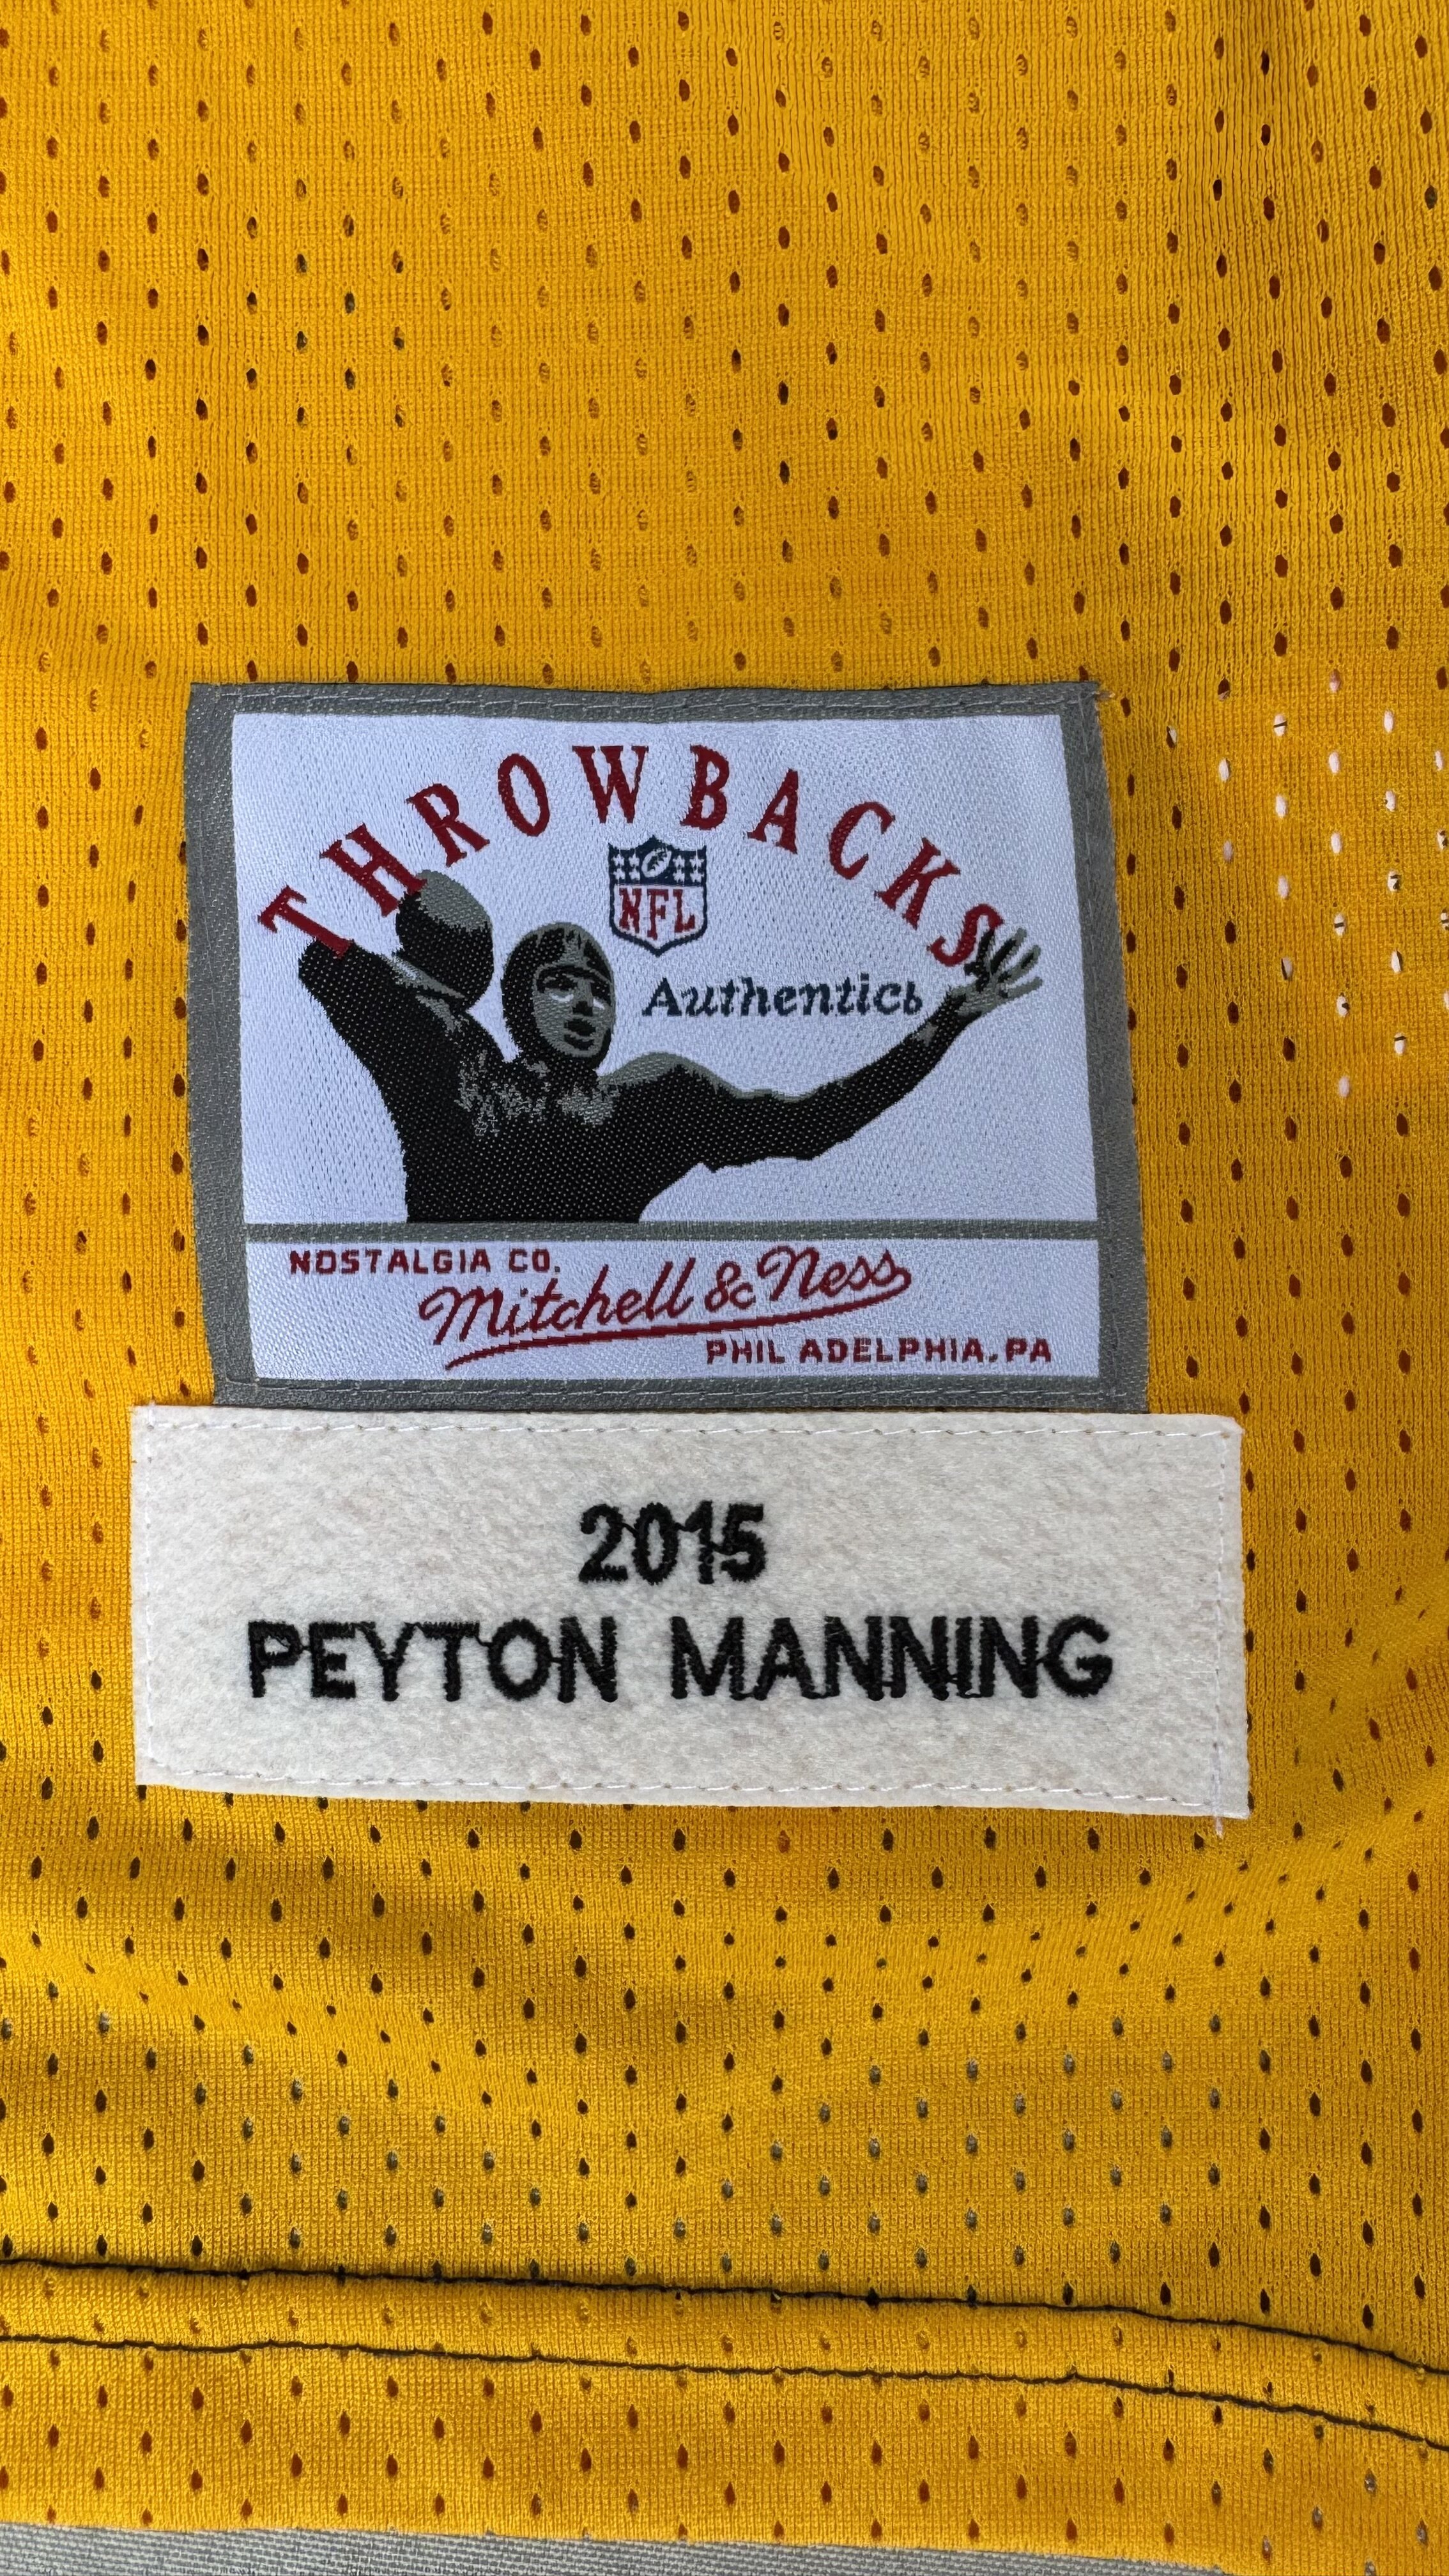 THROWBACKS
NFL
Authentics
NOSTALGIA CO.
Mitchell & Ness
PHIL ADELPHIA, PA
2015
PEYTON MANNING